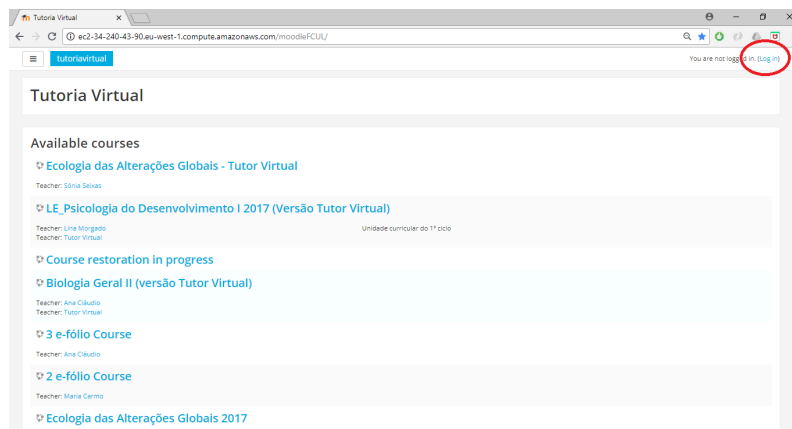 Tutoria Virtual
ec2-34-240-43-90.eu-west-1.compute.amazonaws.com/moodleFCUL/
tutoriavirtual
You are not logged in. (Log in)
Tutoria Virtual
Available courses
Ecologia das Alterações Globais - Tutor Virtual
Teacher: Sónia Seixas
LE_Psicologia do Desenvolvimento I 2017 (Versão Tutor Virtual)
Teacher: Lina Morgado
Unidade curricular do 1º ciclo
Teacher: Tutor Virtual
Course restoration in progress
Biologia Geral II (versão Tutor Virtual)
Teacher: Ana Cláudio
Teacher: Tutor Virtual
3 e-fólio Course
Teacher: Ana Cláudio
2 e-fólio Course
Teacher: Maria Carmo
Ecologia das Alterações Globais 2017